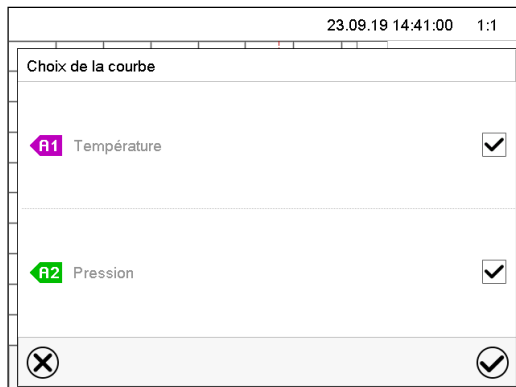 23.09.19 14:41:00 1:1
Choix de la courbe
A1 Température
A2 Pression